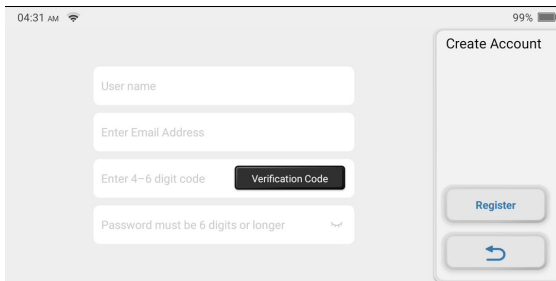 04:31 AM
99%
Create Account
User name
Enter Email Address
Enter 4-6 digit code
Verification Code
Password must be 6 digits or longer
Register